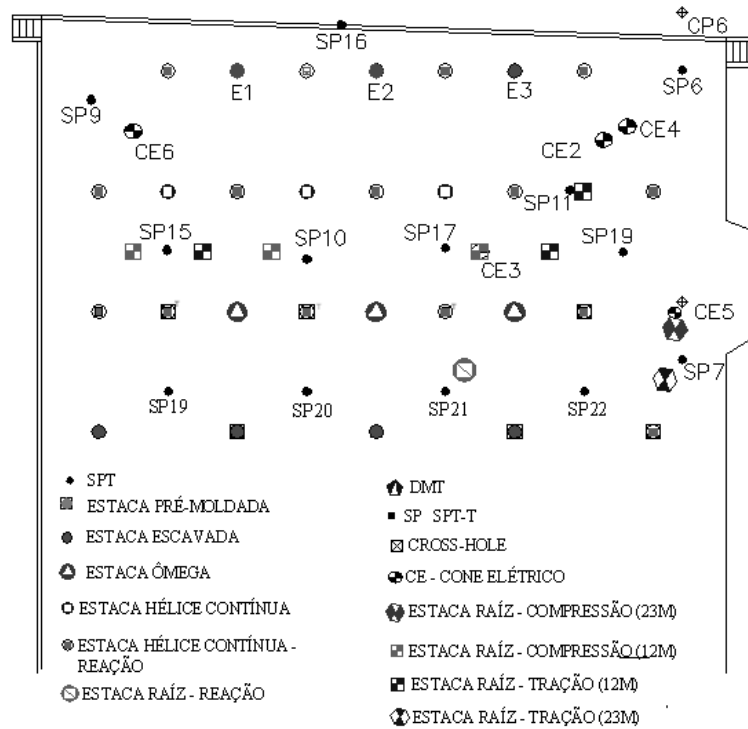 CP6
SP16
E1
E2
E3
SP6
SP9
CE6
CE2
CE4
SP11
SP15
SP10
SP17
CE3
SP19
CE5
SP7
SP19
SP20
SP21
SP22
SPT
ESTACA PRÉ-MOLDADA
ESTACA ESCAVADA
ESTACA ÔMEGA
ESTACA HÉLICE CONTÍNUA
ESTACA HÉLICE CONTÍNUA -
REAÇÃO
ESTACA RAÍZ - REAÇÃO
DMT
SP SPT-T
CROSS-HOLE
CE - CONE ELÉTRICO
ESTACA RAÍZ - COMPRESSÃO (23M)
ESTACA RAÍZ - COMPRESSÃO (12M)
ESTACA RAÍZ - TRAÇÃO (12M)
ESTACA RAÍZ - TRAÇÃO (23M)